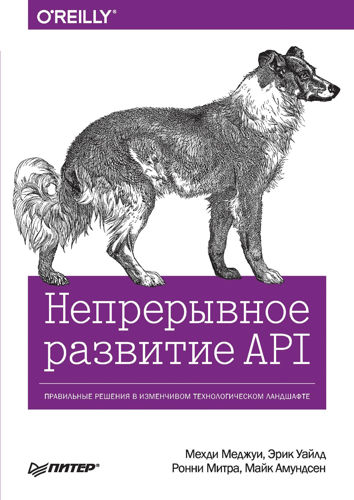 O'REILLY®
Непрерывное
развитие API
ПРАВИЛЬНЫЕ РЕШЕНИЯ В ИЗМЕНЧИВОМ ТЕХНОЛОГИЧЕСКОМ ЛАНДШАФТЕ
Мехди Меджуи, Эрик Уайлд
Ронни Митра, Майк Амундсен
ПИТЕР®